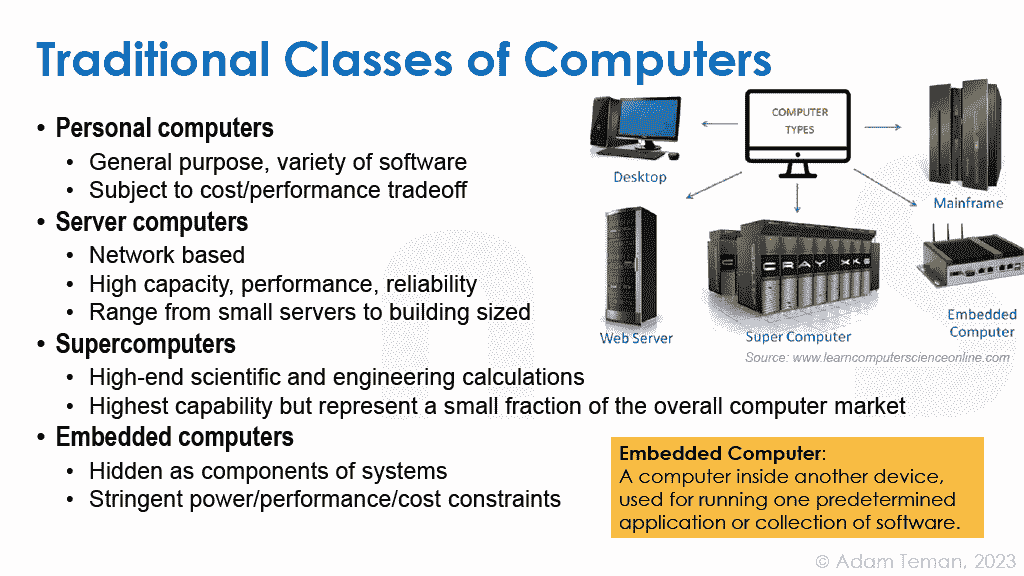 Traditional Classes of Computers
• Personal computers
• General purpose, variety of software
• Subject to cost/performance tradeoff
• Server computers
• Network based
• High capacity, performance, reliability
• Range from small servers to building sized
• Supercomputers
• High-end scientific and engineering calculations
• Highest capability but represent a small fraction of the overall computer market
• Embedded computers
• Hidden as components of systems
• Stringent power/performance/cost constraints
COMPUTER
TYPES
Desktop
Mainframe
Web Server
CRAY XK6
Super Computer
Embedded
Computer
Source: www.learncomputerscienceonline.com
Embedded Computer:
A computer inside another device,
used for running one predetermined
application or collection of software.
© Adam Teman, 2023